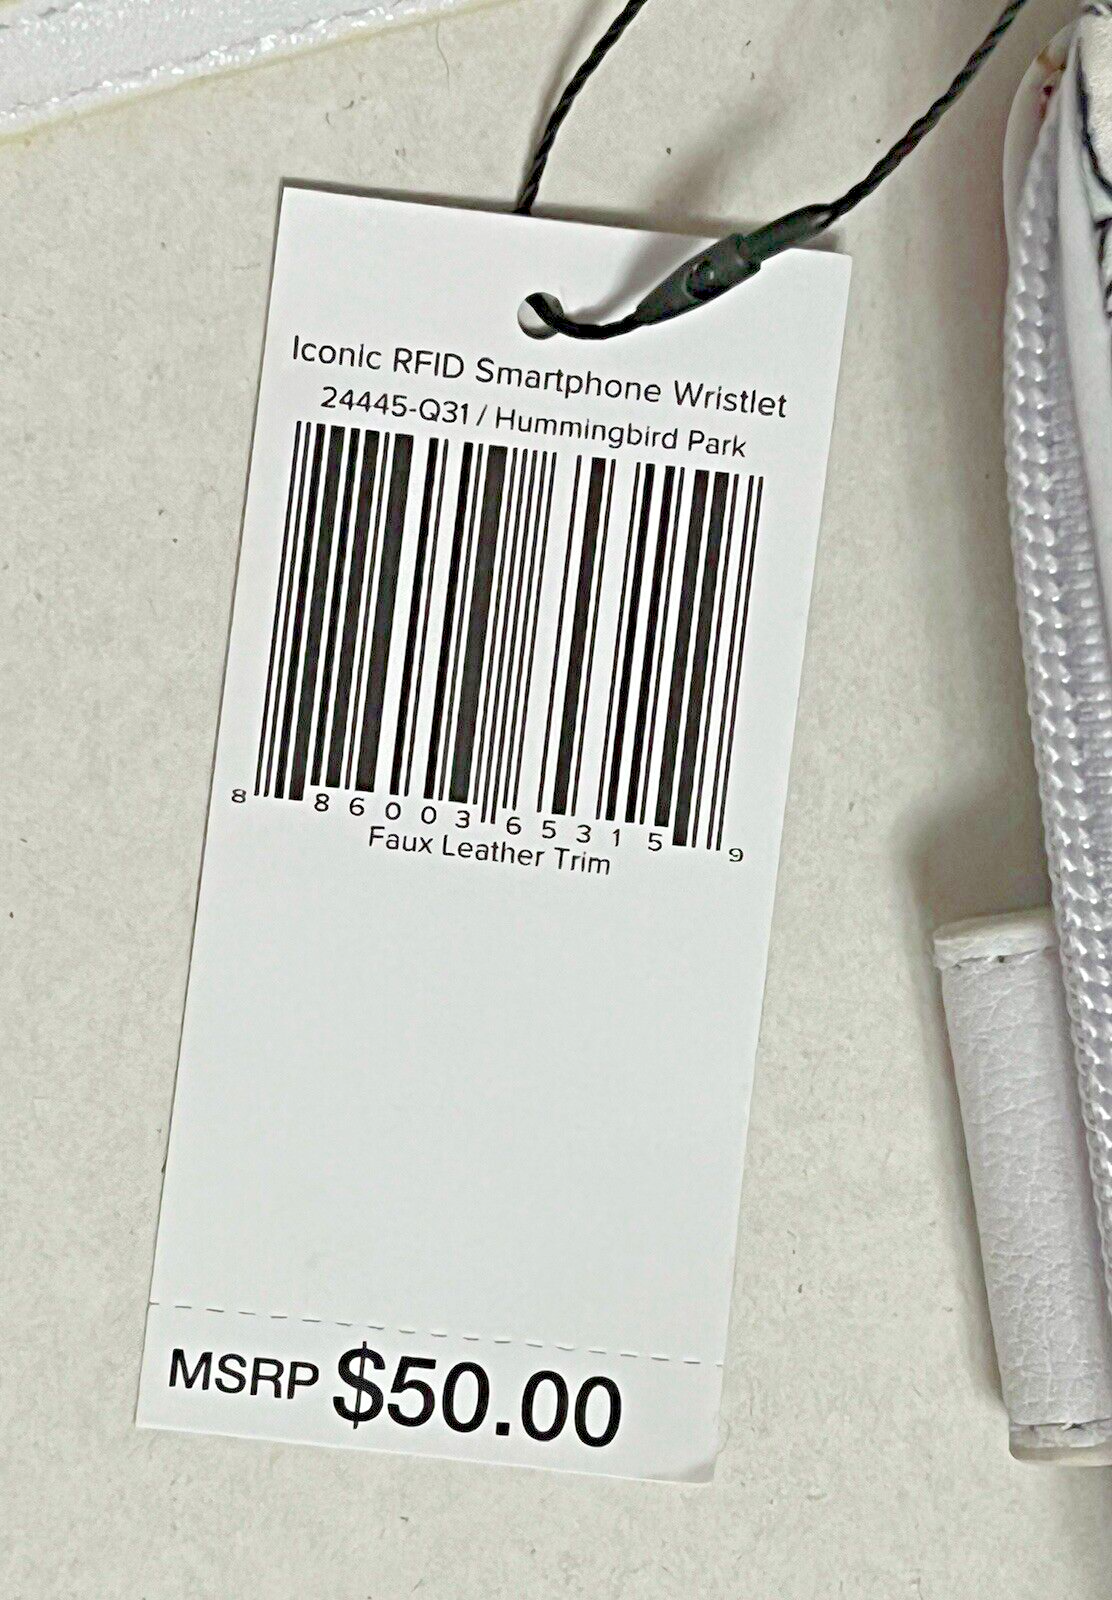 Iconic RFID Smartphone Wristlet
24445-Q31 / Hummingbird Park
8 86003 65315 9
Faux Leather Trim
MSRP $50.00